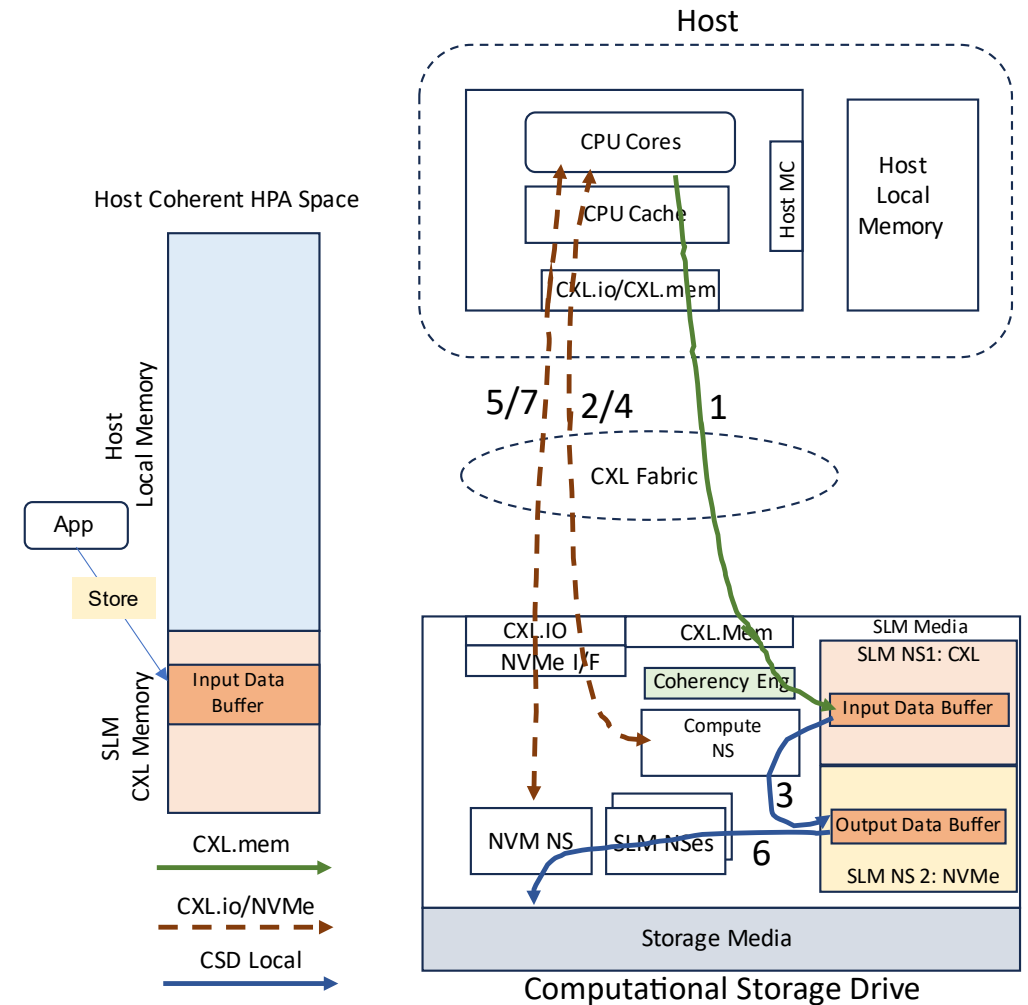 Host
CPU Cores
CPU Cache
Host MC
Host
Local
Memory
CXL.io/CXL.mem
Host Coherent HPA Space
Host
Local Memory
App
Store
Input Data
Buffer
SLM
CXL Memory
5/7
2/4
1
CXL Fabric
CXL.IO
NVMe I/F
CXL.Mem
SLM Media
SLM NS1: CXL
Coherency Eng
Input Data Buffer
Compute
NS
3
NVM NS
SLM NSes
6
Output Data Buffer
SLM NS 2: NVMe
Storage Media
Computational Storage Drive
CXL.mem
CXL.io/NVMe
CSD Local